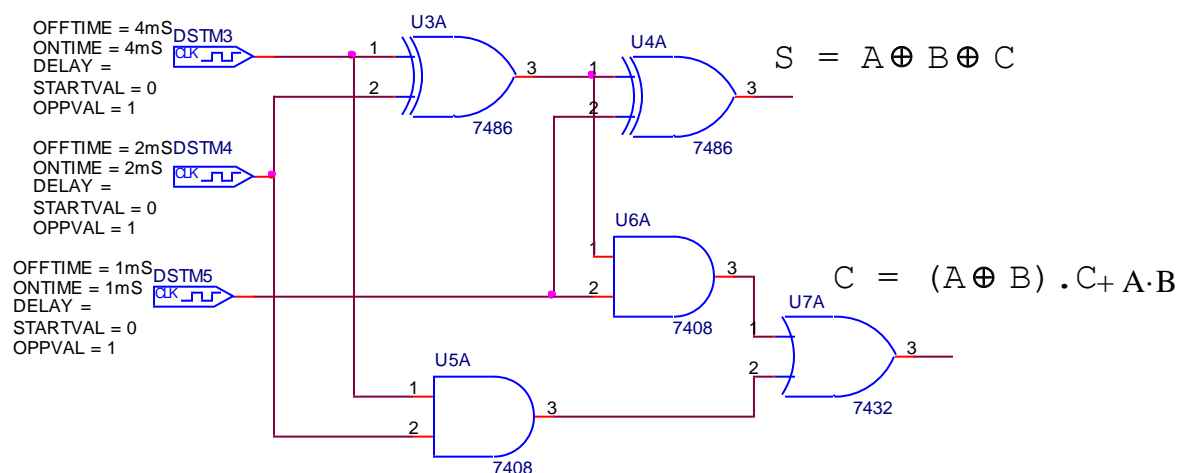 OFFTIME = 4mS DSTM3
ONTIME = 4mS CLK
DELAY =
STARTVAL = 0
OPPVAL = 1
U3A
1
2
3
7486
U4A
1
2
3
7486
S = A ⊕ B ⊕ C
OFFTIME = 2mS DSTM4
ONTIME = 2mS CLK
DELAY =
STARTVAL = 0
OPPVAL = 1
U6A
1
2
3
7408
C = (A ⊕ B) . C + A·B
OFFTIME = 1mS DSTM5
ONTIME = 1mS CLK
DELAY =
STARTVAL = 0
OPPVAL = 1
U7A
1
2
3
7432
U5A
1
2
3
7408